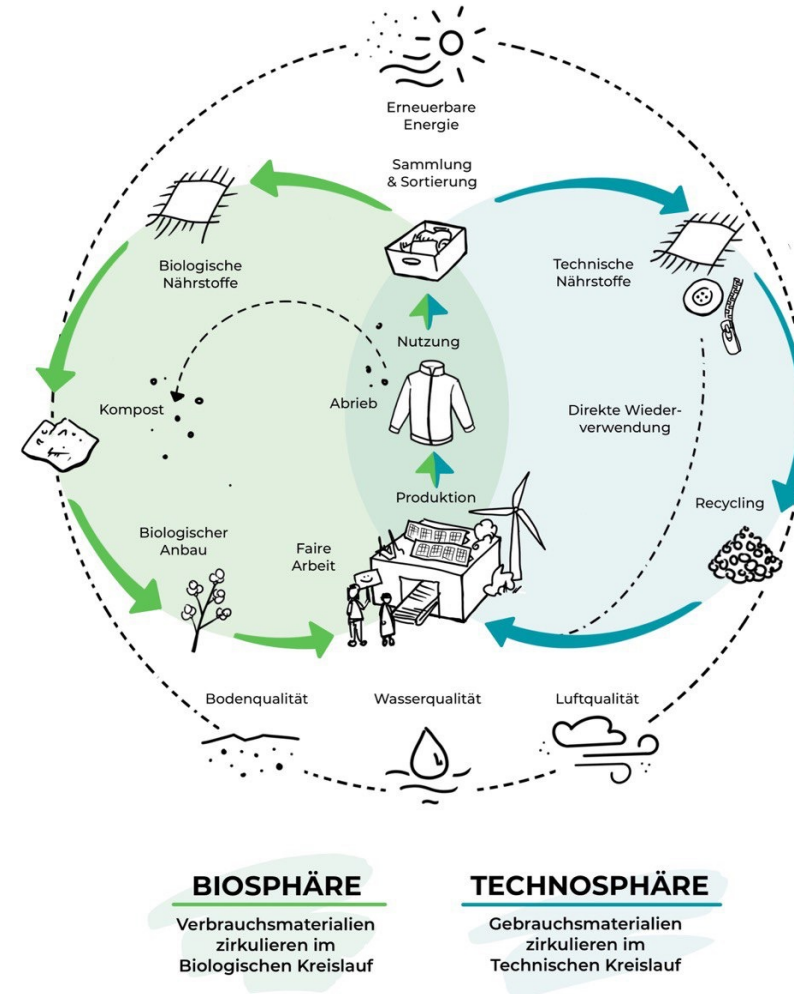 Erneuerbare
Energie
Sammlung
& Sortierung
Biologische
Nährstoffe
Technische
Nährstoffe
Nutzung
Kompost
Abrieb
Direkte Wieder-
verwendung
Produktion
Recycling
Biologischer
Anbau
Faire
Arbeit
Bodenqualität
Wasserqualität
Luftqualität
BIOSPHÄRE
Verbrauchsmaterialien
zirkulieren im
Biologischen Kreislauf
TECHNOSPHÄRE
Gebrauchsmaterialien
zirkulieren im
Technischen Kreislauf